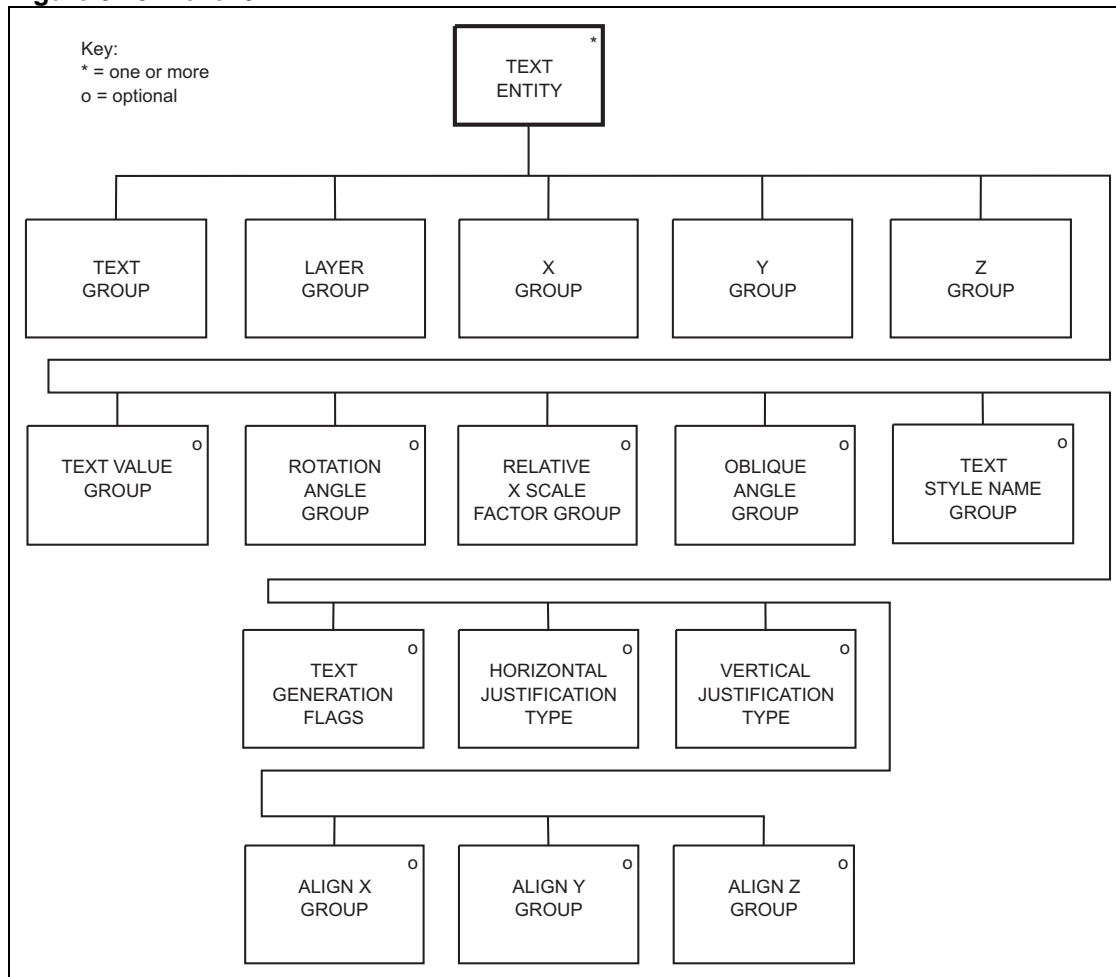 Key:
* = one or more
o = optional
*
TEXT
ENTITY
TEXT
GROUP
LAYER
GROUP
X
GROUP
Y
GROUP
Z
GROUP
o
TEXT VALUE
GROUP
o
ROTATION
ANGLE
GROUP
o
RELATIVE
X SCALE
FACTOR GROUP
o
OBLIQUE
ANGLE
GROUP
o
TEXT
STYLE NAME
GROUP
o
TEXT
GENERATION
FLAGS
o
HORIZONTAL
JUSTIFICATION
TYPE
o
VERTICAL
JUSTIFICATION
TYPE
o
ALIGN X
GROUP
o
ALIGN Y
GROUP
o
ALIGN Z
GROUP